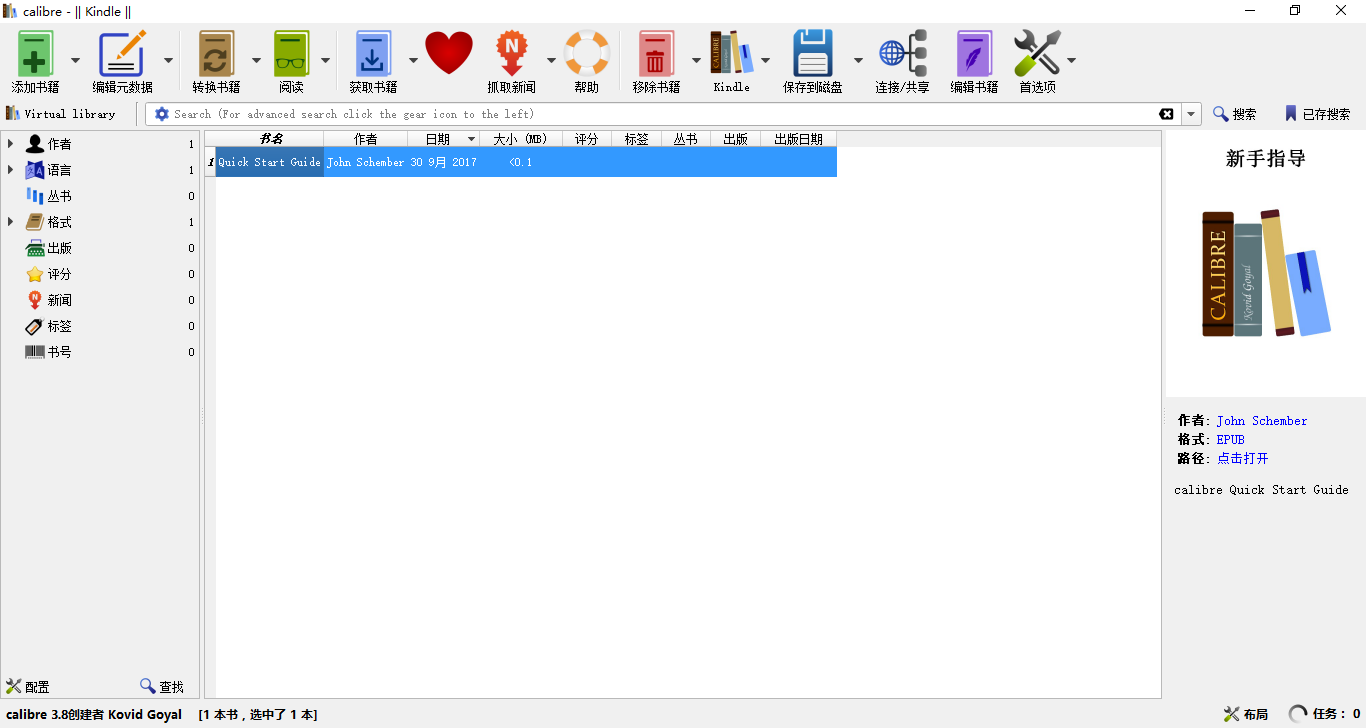 calibre - || Kindle ||
添加书籍 编辑元数据 转换书籍 阅读 获取书籍 抓取新闻 帮助 移除书籍 Kindle 保存到磁盘 连接/共享 编辑书籍 首选项
Virtual library Search (For advanced search click the gear icon to the left) 搜索 已存搜索
作者 1
语言 1
丛书 0
格式 1
出版 0
评分 0
新闻 0
标签 0
书号 0
书名 作者 日期 大小 (MB) 评分 标签 丛书 出版 出版日期
1 Quick Start Guide John Schember 30 9月 2017 <0.1
新手指导
CALIBRE
Kovid Goyal
作者: John Schember
格式: EPUB
路径: 点击打开
calibre Quick Start Guide
配置 查找
calibre 3.8创建者 Kovid Goyal [1 本书 , 选中了 1 本] 布局 任务： 0